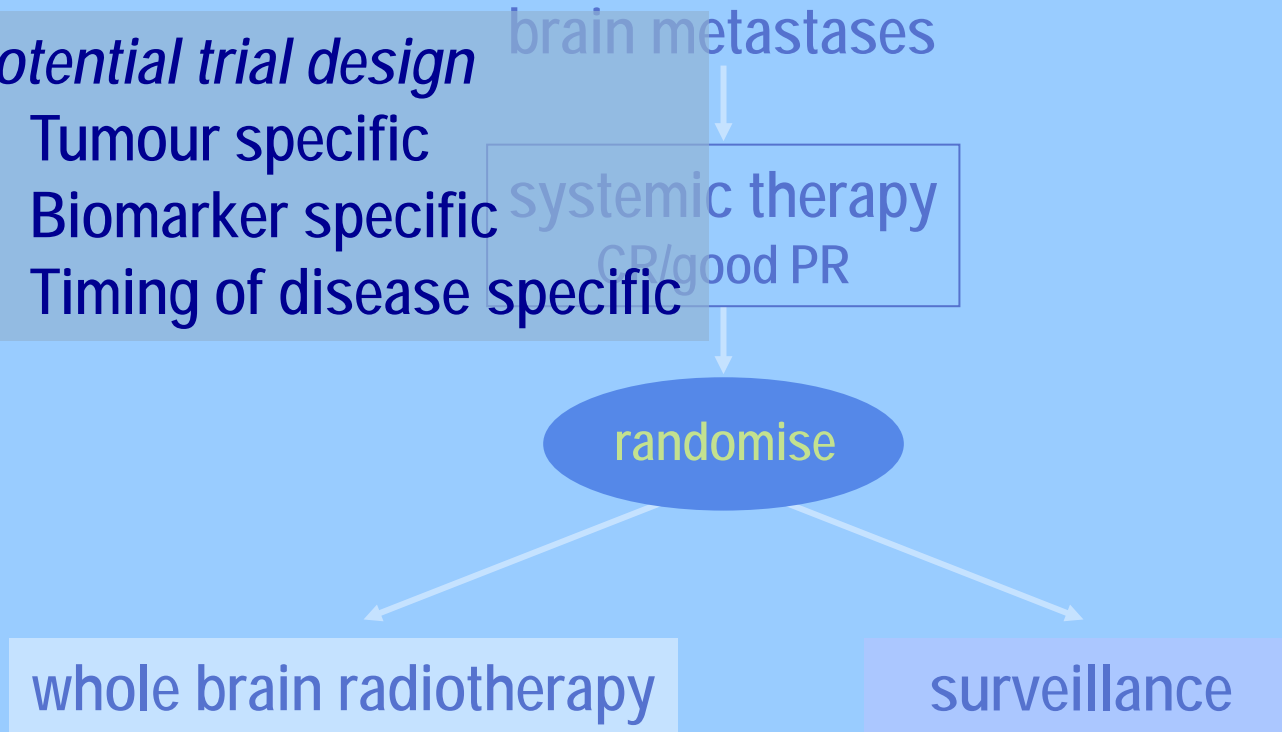 otential trial design
Tumour specific
Biomarker specific
Timing of disease specific
brain metastases
systemic therapy
CR/good PR
randomise
whole brain radiotherapy
surveillance